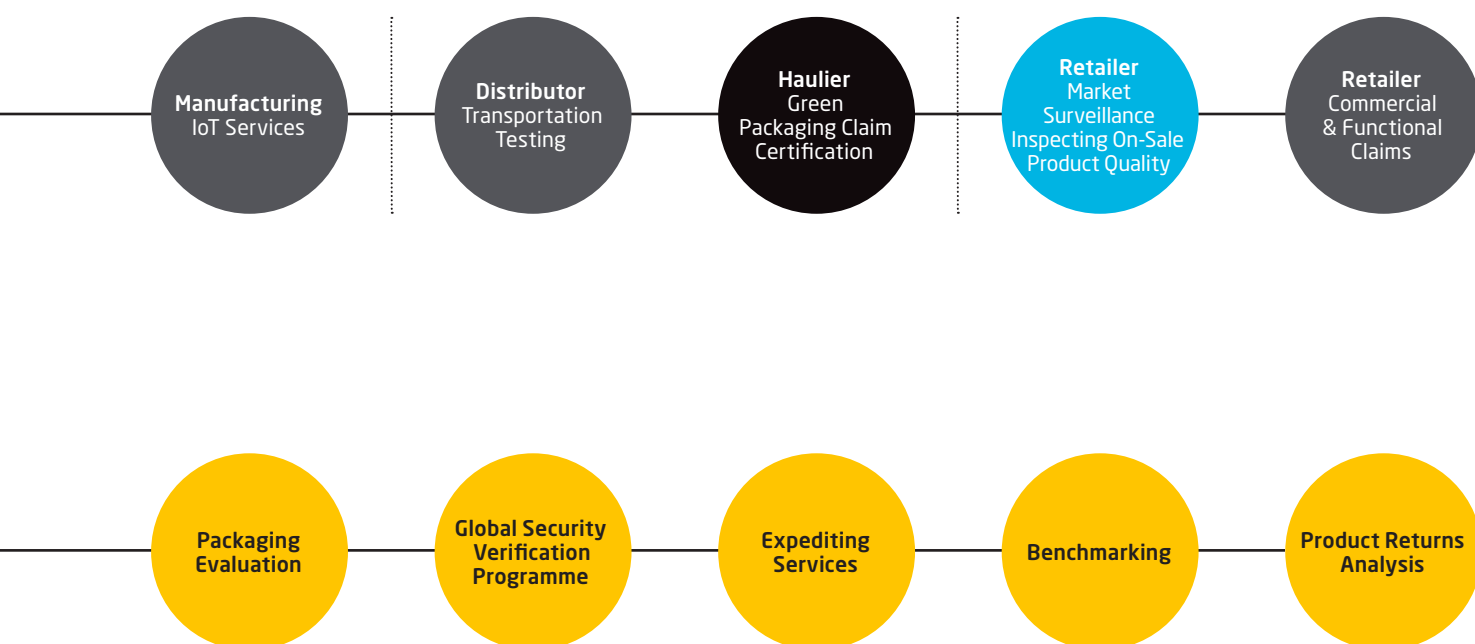 Manufacturing
IoT Services
Distributor
Transportation
Testing
Haulier
Green
Packaging Claim
Certification
Retailer
Market
Surveillance
Inspecting On-Sale
Product Quality
Retailer
Commercial
& Functional
Claims
Packaging
Evaluation
Global Security
Verification
Programme
Expediting
Services
Benchmarking
Product Returns
Analysis